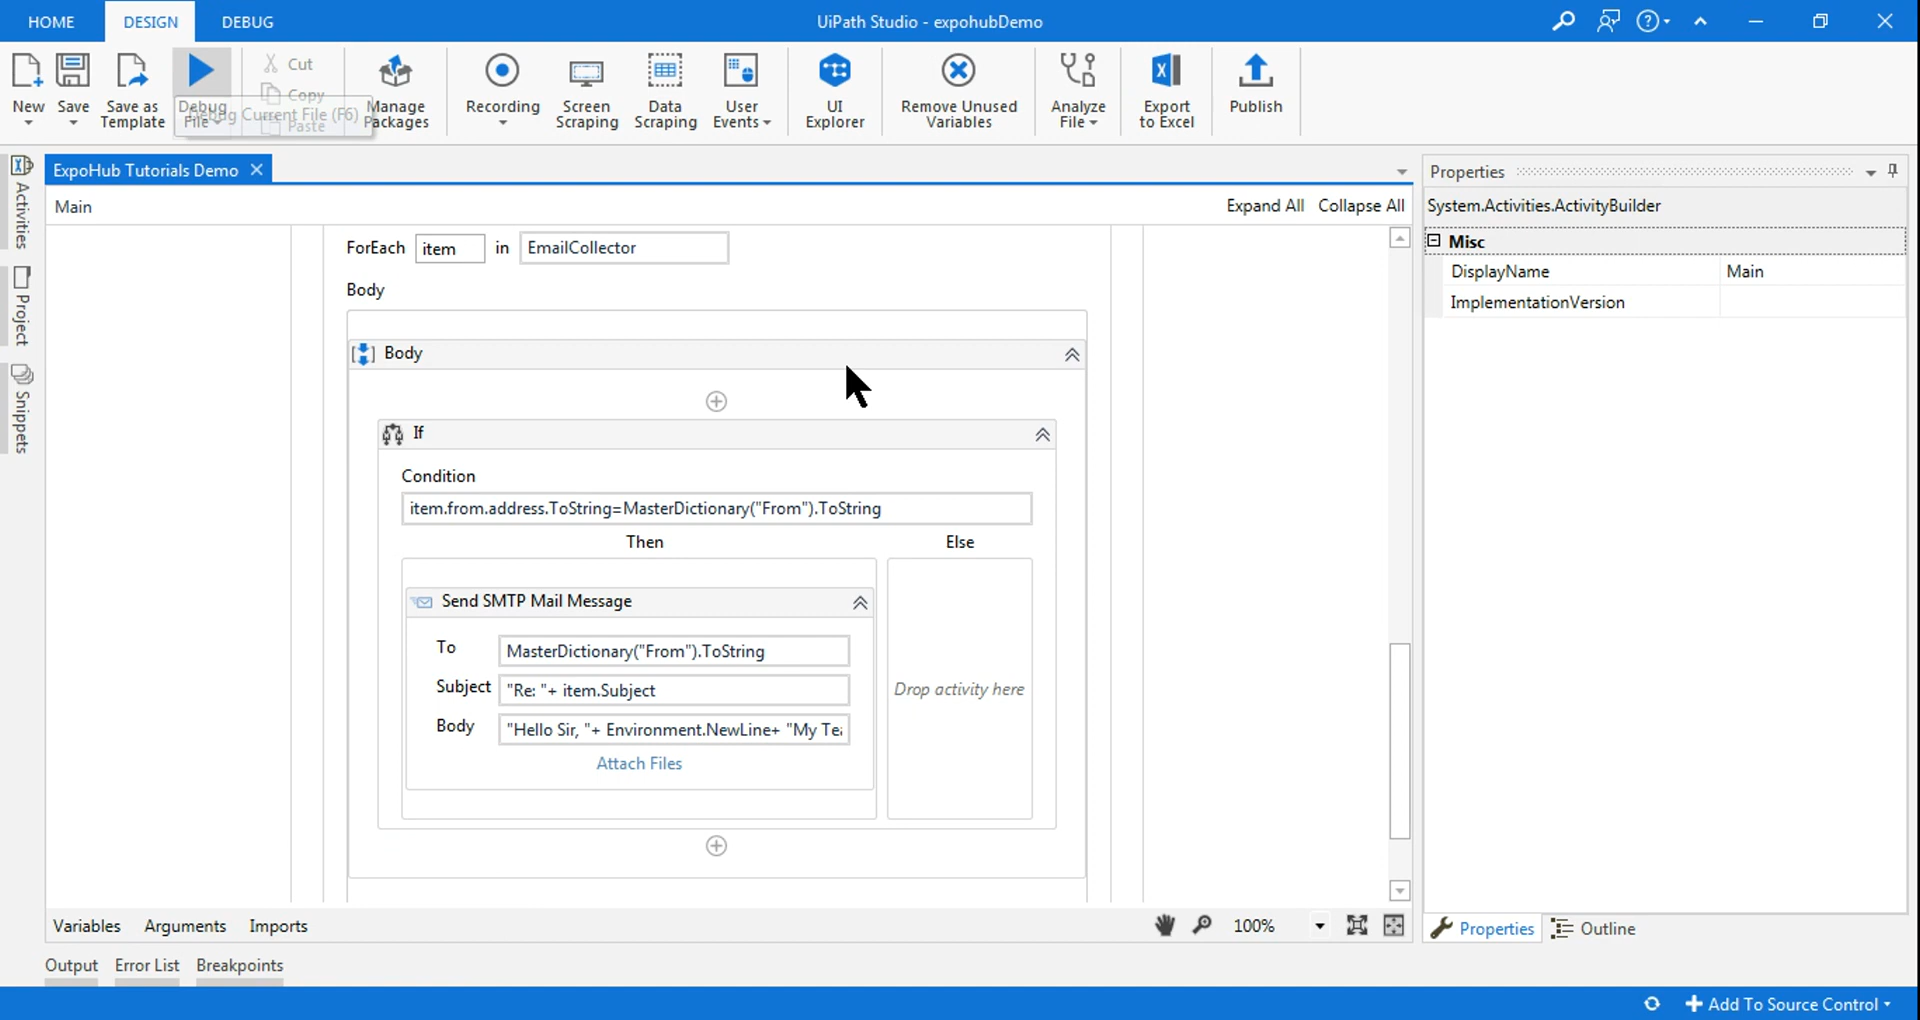 HOME DESIGN DEBUG UiPath Studio - expohubDemo
New Save Save as Template Debug File Cut Copy Paste Manage Packages Recording Screen Scraping Data Scraping User Events UI Explorer Remove Unused Variables Analyze File Export to Excel Publish
Debug Current File (F6)
Activities
Project
Snippets
ExpoHub Tutorials Demo
Main Expand All Collapse All
ForEach item in EmailCollector
Body
Body
If
Condition
item.from.address.ToString=MasterDictionary("From").ToString
Then Else
Send SMTP Mail Message
To MasterDictionary("From").ToString
Subject "Re: "+ item.Subject
Drop activity here
Body "Hello Sir, "+ Environment.NewLine+ "My Te
Attach Files
Variables Arguments Imports 100%
Output Error List Breakpoints
Properties
System.Activities.ActivityBuilder
Misc
DisplayName Main
ImplementationVersion
Properties Outline
Add To Source Control